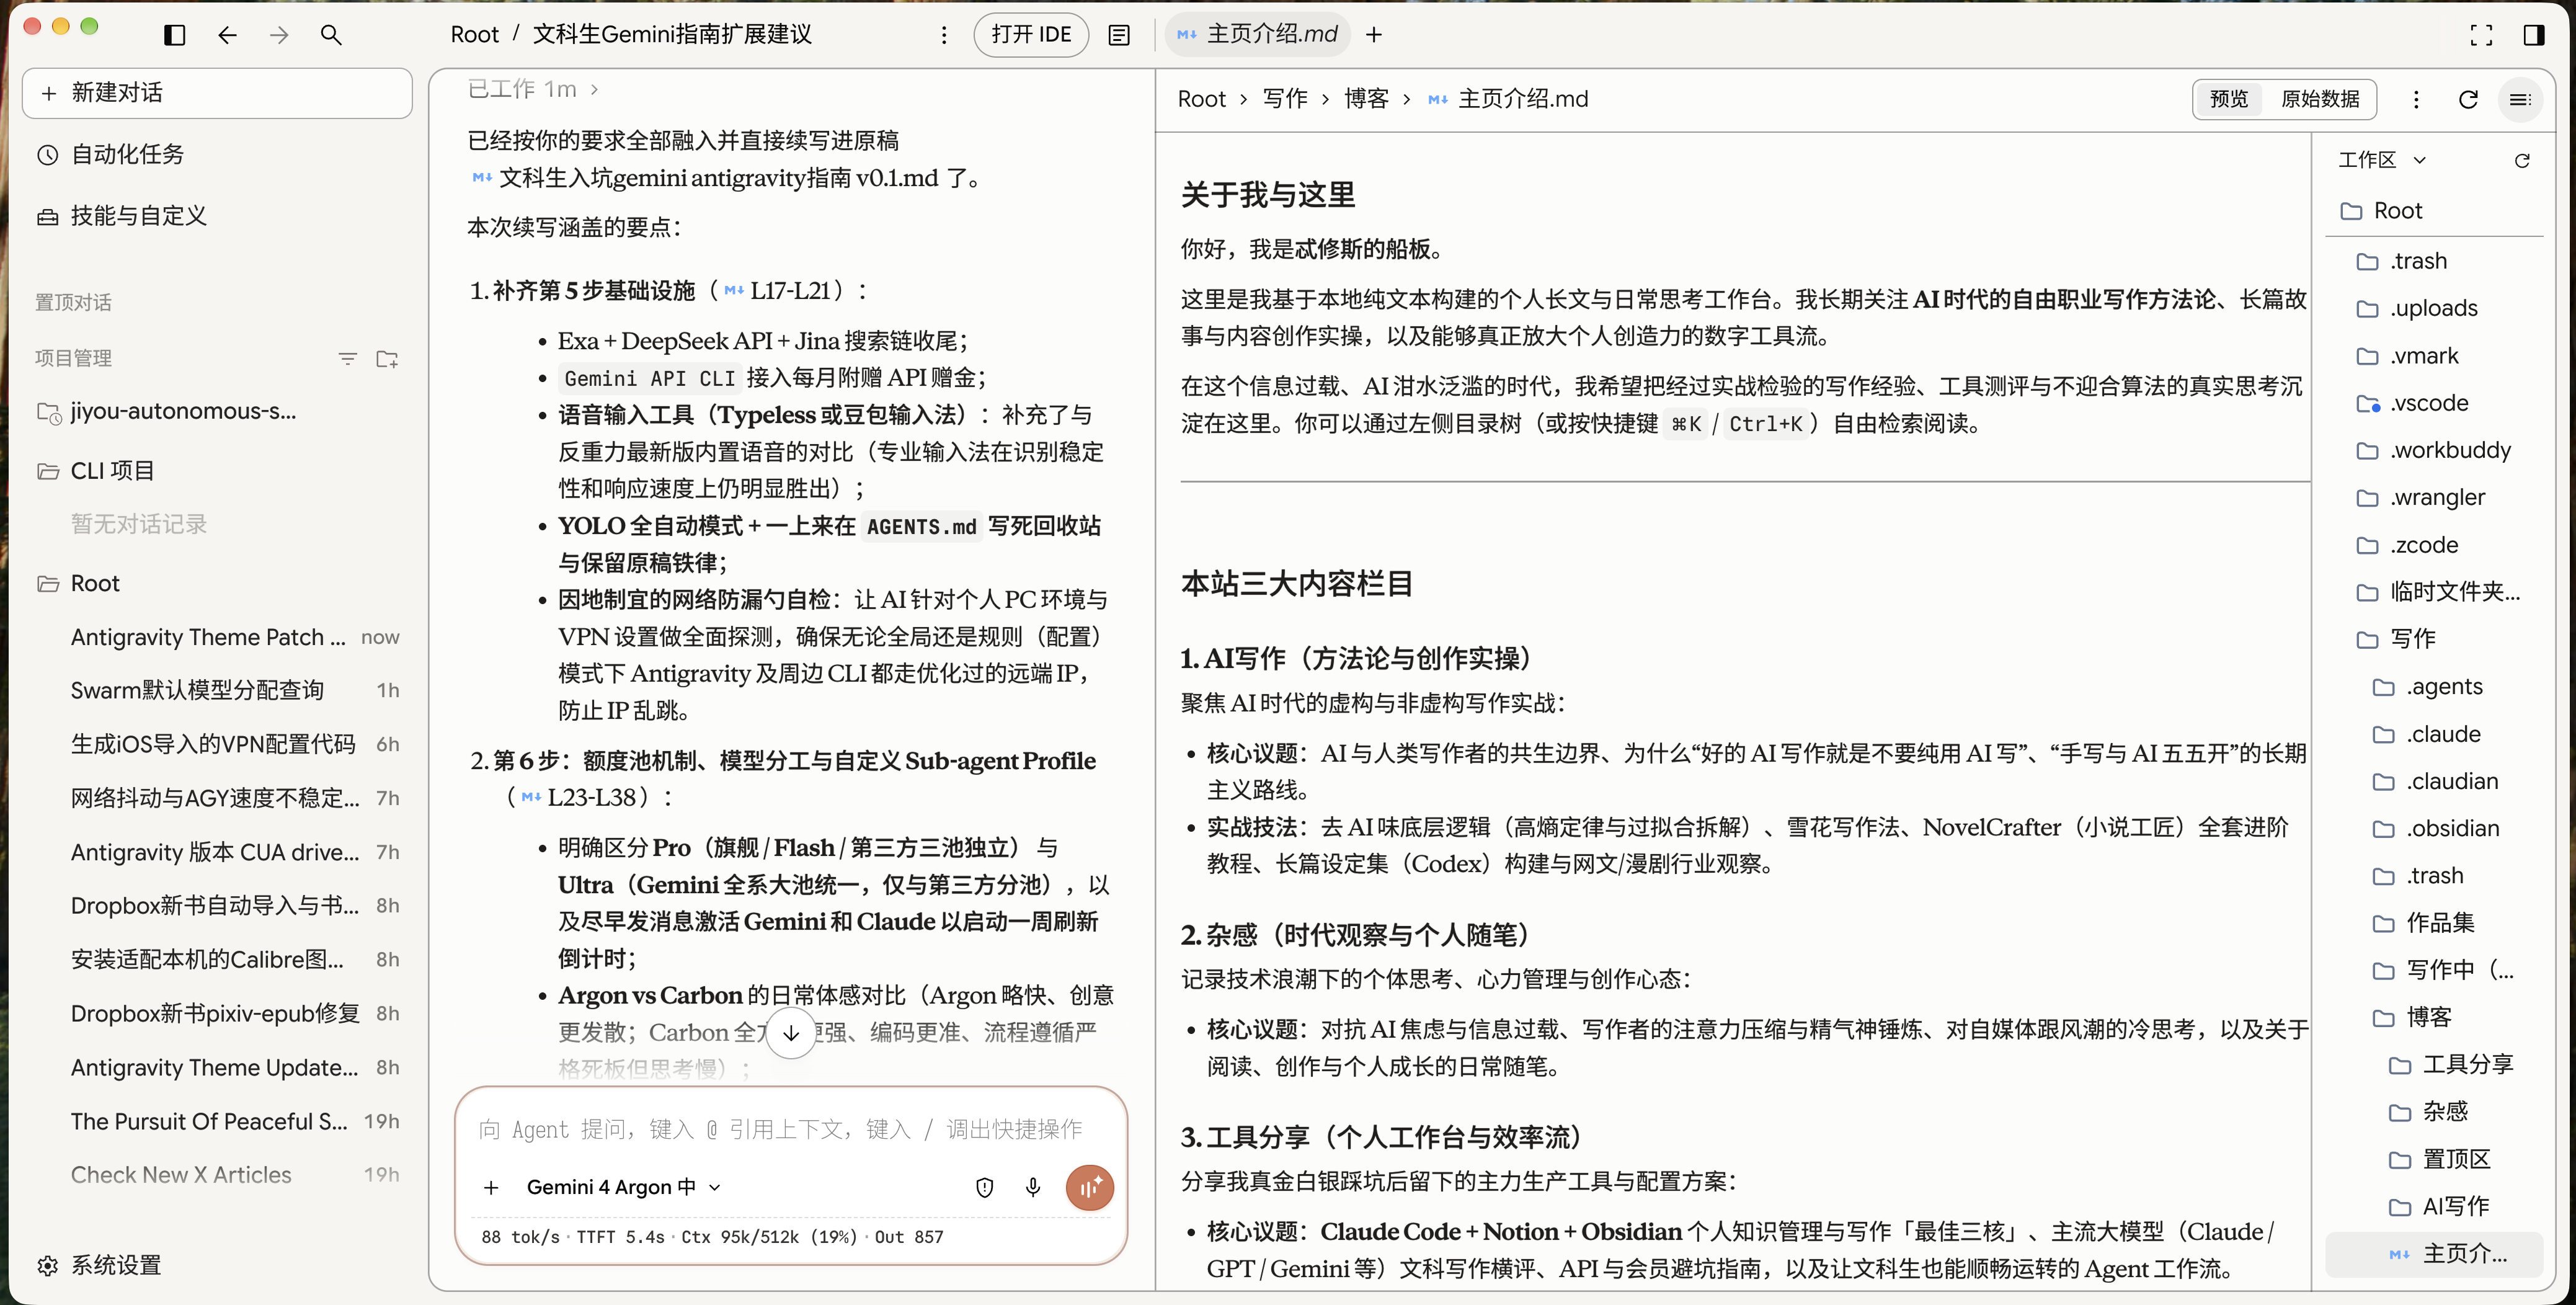 Root / 文科生Gemini指南扩展建议
打开 IDE
主页介绍.md
新建对话
自动化任务
技能与自定义
置顶对话
项目管理
jiyou-autonomous-s...
CLI 项目
暂无对话记录
Root
Antigravity Theme Patch ... now
Swarm默认模型分配查询 1h
生成iOS导入的VPN配置代码 6h
网络抖动与AGY速度不稳定... 7h
Antigravity 版本 CUA drive... 7h
Dropbox新书自动导入与书... 8h
安装适配本机的Calibre图... 8h
Dropbox新书pixiv-epub修复 8h
Antigravity Theme Update... 8h
The Pursuit Of Peaceful S... 19h
Check New X Articles 19h
系统设置
已工作 1m >
已经按你的要求全部融入并直接续写进原稿
文科生入坑gemini antigravity指南 v0.1.md 了。
本次续写涵盖的要点：
1. 补齐第 5 步基础设施（ L17-L21）：
• Exa + DeepSeek API + Jina 搜索链收尾；
• Gemini API CLI 接入每月附赠 API 赠金；
• 语音输入工具（Typeless 或豆包输入法）：补充了与
反重力最新版内置语音的对比（专业输入法在识别稳定
性和响应速度上仍明显胜出）；
• YOLO 全自动模式 + 一上来在 AGENTS.md 写死回收站
与保留原稿铁律；
• 因地制宜的网络防漏勺自检：让 AI 针对个人 PC 环境与
VPN 设置做全面探测，确保无论全局还是规则（配置）
模式下 Antigravity 及周边 CLI 都走优化过的远端 IP，
防止 IP 乱跳。
2. 第 6 步：额度池机制、模型分工与自定义 Sub-agent Profile
（ L23-L38）：
• 明确区分 Pro（旗舰 / Flash / 第三方三池独立） 与
Ultra（Gemini 全系大池统一，仅与第三方分池），以
及尽早发消息激活 Gemini 和 Claude 以启动一周刷新
倒计时；
• Argon vs Carbon 的日常体感对比（Argon 略快、创意
更发散；Carbon 全更强、编码更准、流程遵循严
格死板但思考慢）；
向 Agent 提问，键入 @ 引用上下文，键入 / 调出快捷操作
Gemini 4 Argon 中
88 tok/s · TTFT 5.4s · Ctx 95k/512k (19%) · Out 857
Root > 写作 > 博客 > 主页介绍.md
预览 原始数据
关于我与这里
你好，我是忒修斯的船板。
这里是我基于本地纯文本构建的个人长文与日常思考工作台。我长期关注 AI 时代的自由职业写作方法论、长篇故
事与内容创作实操，以及能够真正放大个人创造力的数字工具流。
在这个信息过载、AI 泔水泛滥的时代，我希望把经过实战检验的写作经验、工具测评与不迎合算法的真实思考沉
淀在这里。你可以通过左侧目录树（或按快捷键 ⌘K / Ctrl+K ）自由检索阅读。
本站三大内容栏目
1. AI写作（方法论与创作实操）
聚焦 AI 时代的虚构与非虚构写作实战：
• 核心议题：AI 与人类写作者的共生边界、为什么“好的 AI 写作就是不要纯用 AI 写”、“手写与 AI 五五开”的长期
主义路线。
• 实战技法：去 AI 味底层逻辑（高熵定律与过拟合拆解）、雪花写作法、NovelCrafter（小说工匠）全套进阶
教程、长篇设定集（Codex）构建与网文/漫剧行业观察。
2. 杂感（时代观察与个人随笔）
记录技术浪潮下的个体思考、心力管理与创作心态：
• 核心议题：对抗 AI 焦虑与信息过载、写作者的注意力压缩与精气神锤炼、对自媒体跟风潮的冷思考，以及关于
阅读、创作与个人成长的日常随笔。
3. 工具分享（个人工作台与效率流）
分享我真金白银踩坑后留下的主力生产工具与配置方案：
• 核心议题：Claude Code + Notion + Obsidian 个人知识管理与写作「最佳三核」、主流大模型（Claude /
GPT / Gemini 等）文科写作横评、API 与会员避坑指南，以及让文科生也能顺畅运转的 Agent 工作流。
工作区
Root
.trash
.uploads
.vmark
.vscode
.workbuddy
.wrangler
.zcode
临时文件夹...
写作
.agents
.claude
.claudian
.obsidian
.trash
作品集
写作中（...
博客
工具分享
杂感
置顶区
AI写作
主页介...